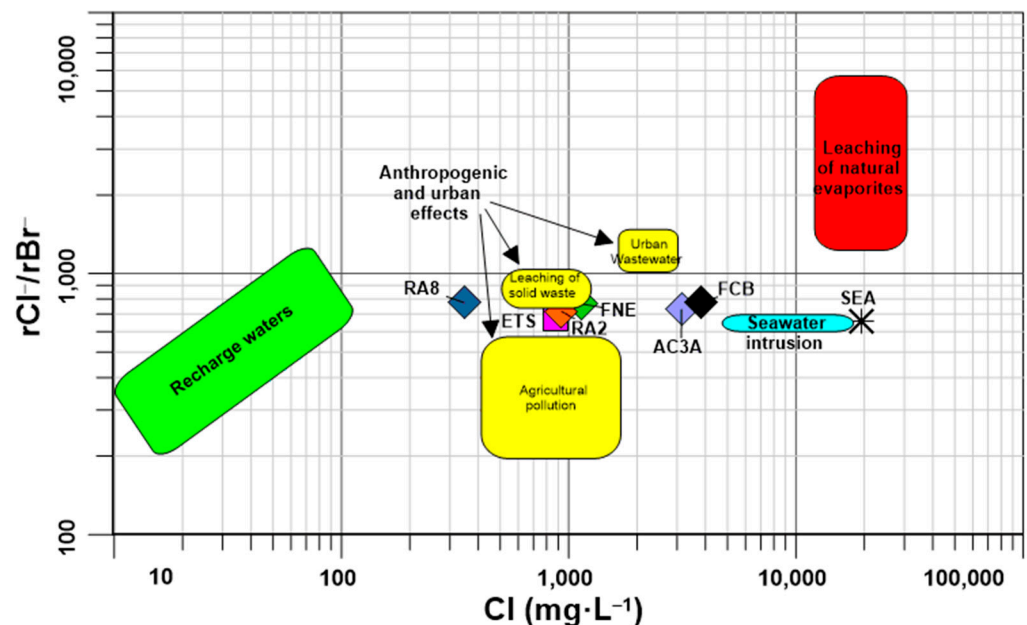 10,000
1,000
100
rCl⁻/rBr⁻
Leaching
of natural
evaporites
Anthropogenic
and urban
effects
Urban
Wastewater
Leaching of
solid waste
RA8
ETS
FNE
RA2
FCB
AC3A
SEA
Seawater
intrusion
Recharge waters
Agricultural
pollution
10
100
1,000
10,000
100,000
Cl (mg·L⁻¹)